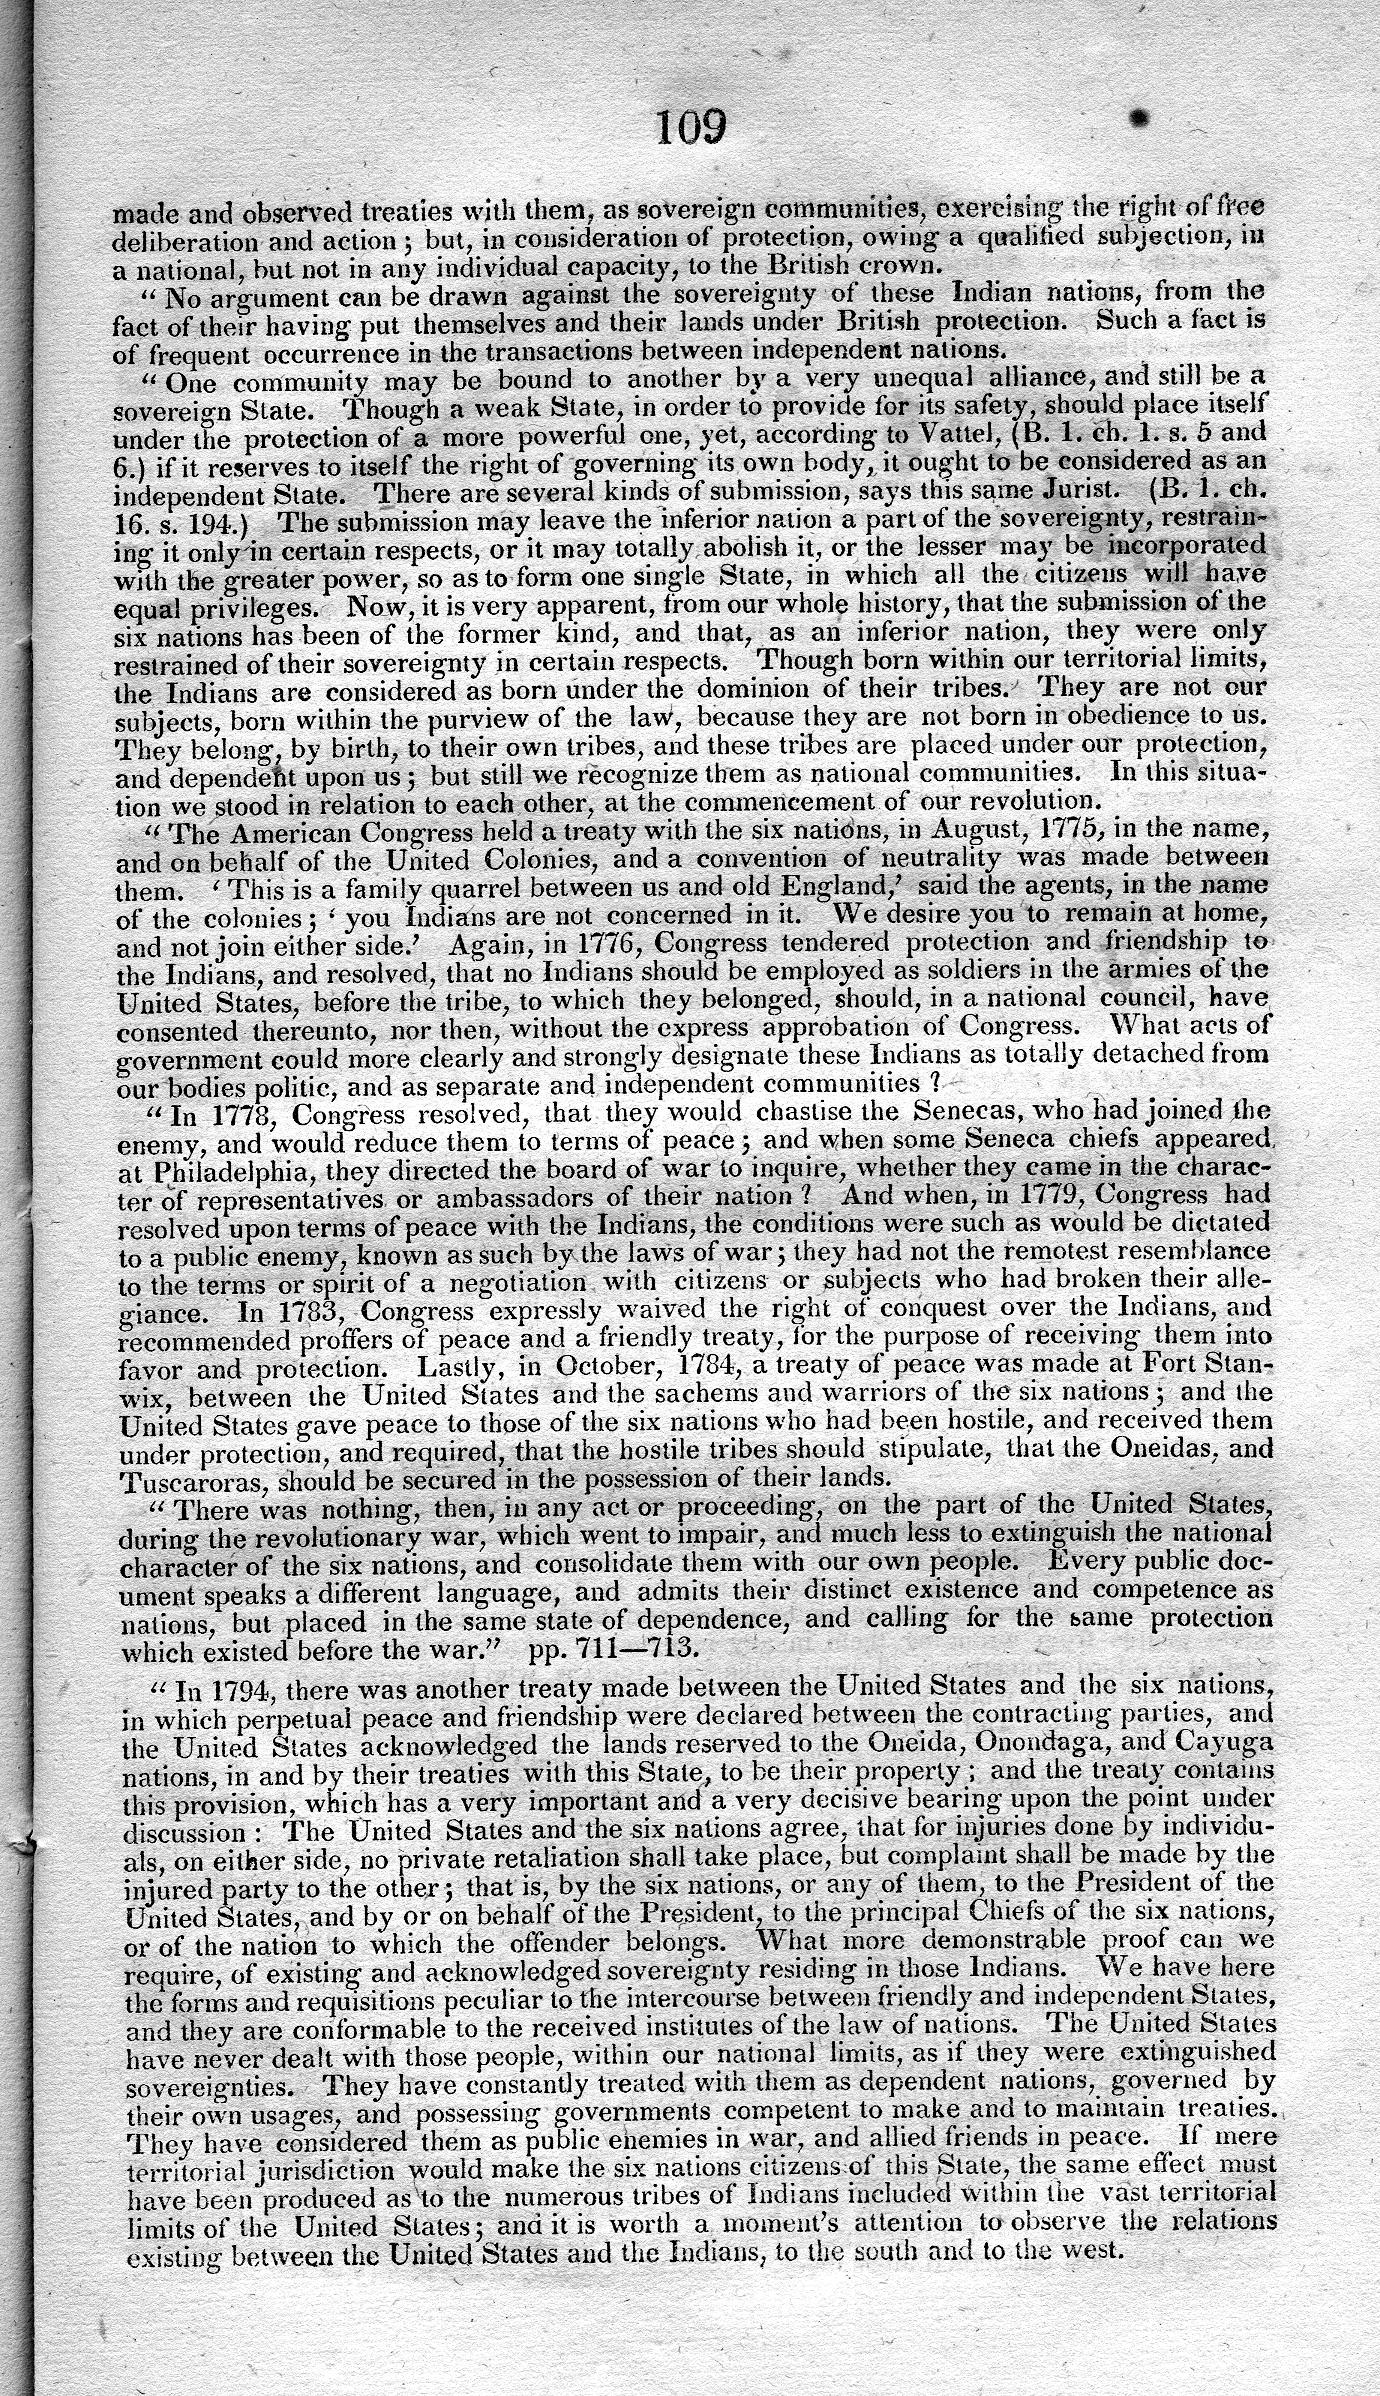 109
made and observed treaties with them, as sovereign communities, exercising the right of free
deliberation and action ; but, in consideration of protection, owing a qualified subjection, in
a national, but not in any individual capacity, to the British crown.
“ No argument can be drawn against the sovereignty of these Indian nations, from the
fact of their having put themselves and their lands under British protection. Such a fact is
of frequent occurrence in the transactions between independent nations.
“ One community may be bound to another by a very unequal alliance, and still be a
sovereign State. Though a weak State, in order to provide for its safety, should place itself
under the protection of a more powerful one, yet, according to Vattel, (B. 1. ch. 1. s. 5 and
6.) if it reserves to itself the right of governing its own body, it ought to be considered as an
independent State. There are several kinds of submission, says this same Jurist. (B. 1. ch.
16. s. 194.) The submission may leave the inferior nation a part of the sovereignty, restrain-
ing it only in certain respects, or it may totally abolish it, or the lesser may be incorporated
with the greater power, so as to form one single State, in which all the citizens will have
equal privileges. Now, it is very apparent, from our whole history, that the submission of the
six nations has been of the former kind, and that, as an inferior nation, they were only
restrained of their sovereignty in certain respects. Though born within our territorial limits,
the Indians are considered as born under the dominion of their tribes. They are not our
subjects, born within the purview of the law, because they are not born in obedience to us.
They belong, by birth, to their own tribes, and these tribes are placed under our protection,
and dependent upon us ; but still we recognize them as national communities. In this situa-
tion we stood in relation to each other, at the commencement of our revolution.
“ The American Congress held a treaty with the six nations, in August, 1775, in the name,
and on behalf of the United Colonies, and a convention of neutrality was made between
them. ‘ This is a family quarrel between us and old England,’ said the agents, in the name
of the colonies ; ‘ you Indians are not concerned in it. We desire you to remain at home,
and not join either side.’ Again, in 1776, Congress tendered protection and friendship to
the Indians, and resolved, that no Indians should be employed as soldiers in the armies of the
United States, before the tribe, to which they belonged, should, in a national council, have
consented thereunto, nor then, without the express approbation of Congress. What acts of
government could more clearly and strongly designate these Indians as totally detached from
our bodies politic, and as separate and independent communities ?
“ In 1778, Congress resolved, that they would chastise the Senecas, who had joined the
enemy, and would reduce them to terms of peace ; and when some Seneca chiefs appeared
at Philadelphia, they directed the board of war to inquire, whether they came in the charac-
ter of representatives or ambassadors of their nation ? And when, in 1779, Congress had
resolved upon terms of peace with the Indians, the conditions were such as would be dictated
to a public enemy, known as such by the laws of war ; they had not the remotest resemblance
to the terms or spirit of a negotiation with citizens or subjects who had broken their alle-
giance. In 1783, Congress expressly waived the right of conquest over the Indians, and
recommended proffers of peace and a friendly treaty, for the purpose of receiving them into
favor and protection. Lastly, in October, 1784, a treaty of peace was made at Fort Stan-
wix, between the United States and the sachems and warriors of the six nations ; and the
United States gave peace to those of the six nations who had been hostile, and received them
under protection, and required, that the hostile tribes should stipulate, that the Oneidas, and
Tuscaroras, should be secured in the possession of their lands.
“ There was nothing, then, in any act or proceeding, on the part of the United States,
during the revolutionary war, which went to impair, and much less to extinguish the national
character of the six nations, and consolidate them with our own people. Every public doc-
ument speaks a different language, and admits their distinct existence and competence as
nations, but placed in the same state of dependence, and calling for the same protection
which existed before the war.” pp. 711—713.
“ In 1794, there was another treaty made between the United States and the six nations,
in which perpetual peace and friendship were declared between the contracting parties, and
the United States acknowledged the lands reserved to the Oneida, Onondaga, and Cayuga
nations, in and by their treaties with this State, to be their property ; and the treaty contains
this provision, which has a very important and a very decisive bearing upon the point under
discussion : The United States and the six nations agree, that for injuries done by individu-
als, on either side, no private retaliation shall take place, but complaint shall be made by the
injured party to the other ; that is, by the six nations, or any of them, to the President of the
United States, and by or on behalf of the President, to the principal Chiefs of the six nations,
or of the nation to which the offender belongs. What more demonstrable proof can we
require, of existing and acknowledged sovereignty residing in those Indians. We have here
the forms and requisitions peculiar to the intercourse between friendly and independent States,
and they are conformable to the received institutes of the law of nations. The United States
have never dealt with those people, within our national limits, as if they were extinguished
sovereignties. They have constantly treated with them as dependent nations, governed by
their own usages, and possessing governments competent to make and to maintain treaties.
They have considered them as public enemies in war, and allied friends in peace. If mere
territorial jurisdiction would make the six nations citizens of this State, the same effect must
have been produced as to the numerous tribes of Indians included within the vast territorial
limits of the United States ; and it is worth a moment’s attention to observe the relations
existing between the United States and the Indians, to the south and to the west.